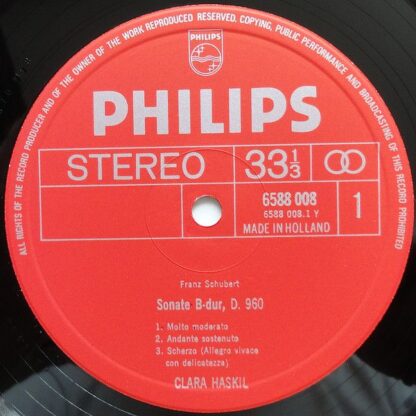 ALL RIGHTS OF THE RECORD PRODUCER AND OF THE OWNER OF THE WORK REPRODUCED RESERVED. COPYING, PUBLIC PERFORMANCE AND BROADCASTING OF THIS RECORD PROHIBITED
PHILIPS
PHILIPS
STEREO 33 1/3
6588 008
6588 008.1 Y
MADE IN HOLLAND
1
Franz Schubert
Sonate B-dur, D. 960
1. Molto moderato
2. Andante sostenuto
3. Scherzo (Allegro vivace
con delicatezza)
CLARA HASKIL